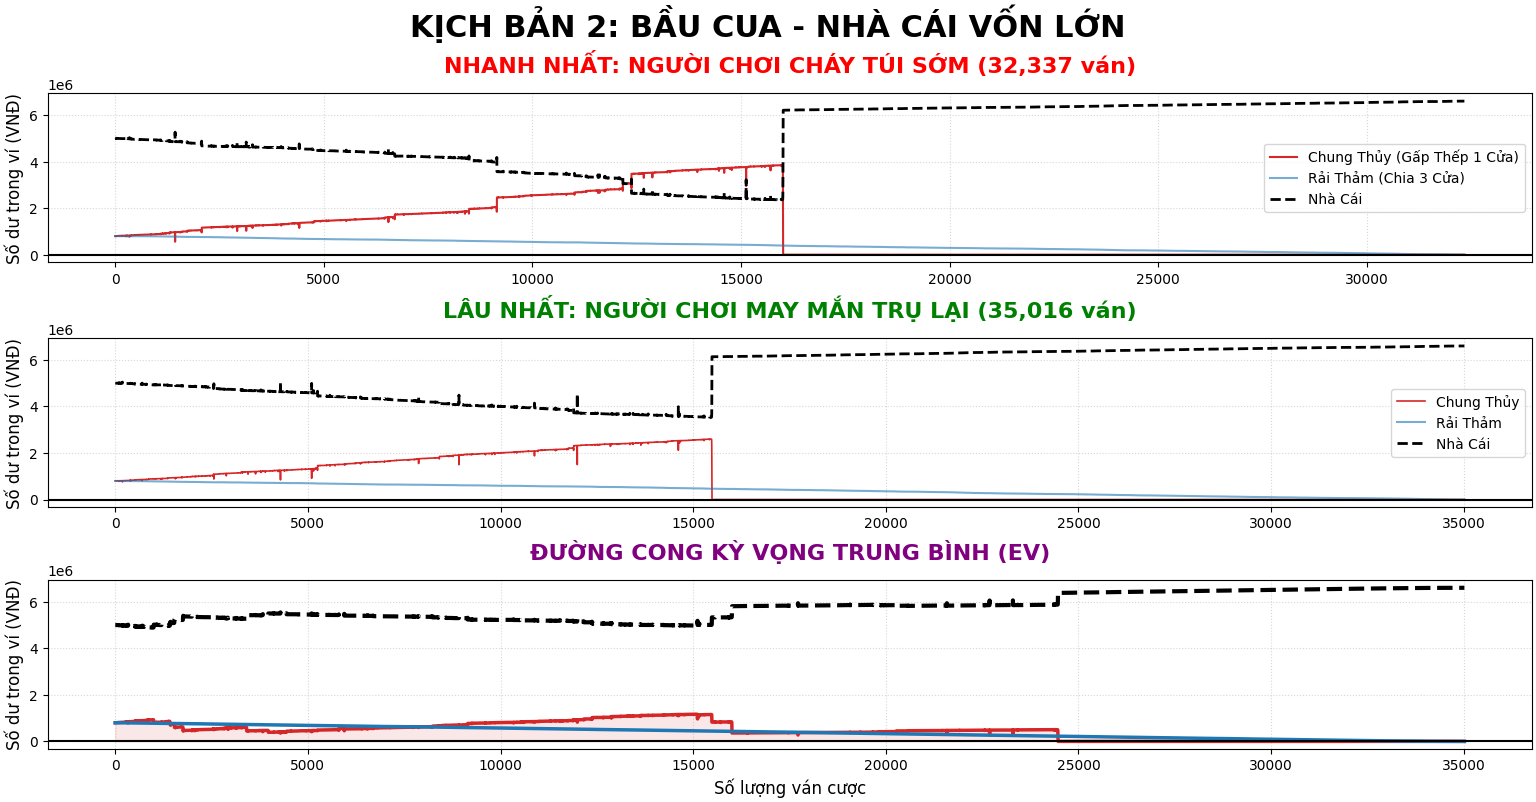 KỊCH BẢN 2: BẦU CUA - NHÀ CÁI VỐN LỚN
NHANH NHẤT: NGƯỜI CHƠI CHÁY TÚI SỚM (32,337 ván)
1e6
Số dư trong ví (VNĐ)
6
4
2
0
Chung Thủy (Gấp Thếp 1 Cửa)
Rải Thảm (Chia 3 Cửa)
Nhà Cái
0 5000 10000 15000 20000 25000 30000
LÂU NHẤT: NGƯỜI CHƠI MAY MẮN TRỤ LẠI (35,016 ván)
1e6
Số dư trong ví (VNĐ)
6
4
2
0
Chung Thủy
Rải Thảm
Nhà Cái
0 5000 10000 15000 20000 25000 30000 35000
ĐƯỜNG CONG KỲ VỌNG TRUNG BÌNH (EV)
1e6
Số dư trong ví (VNĐ)
6
4
2
0
0 5000 10000 15000 20000 25000 30000 35000
Số lượng ván cược